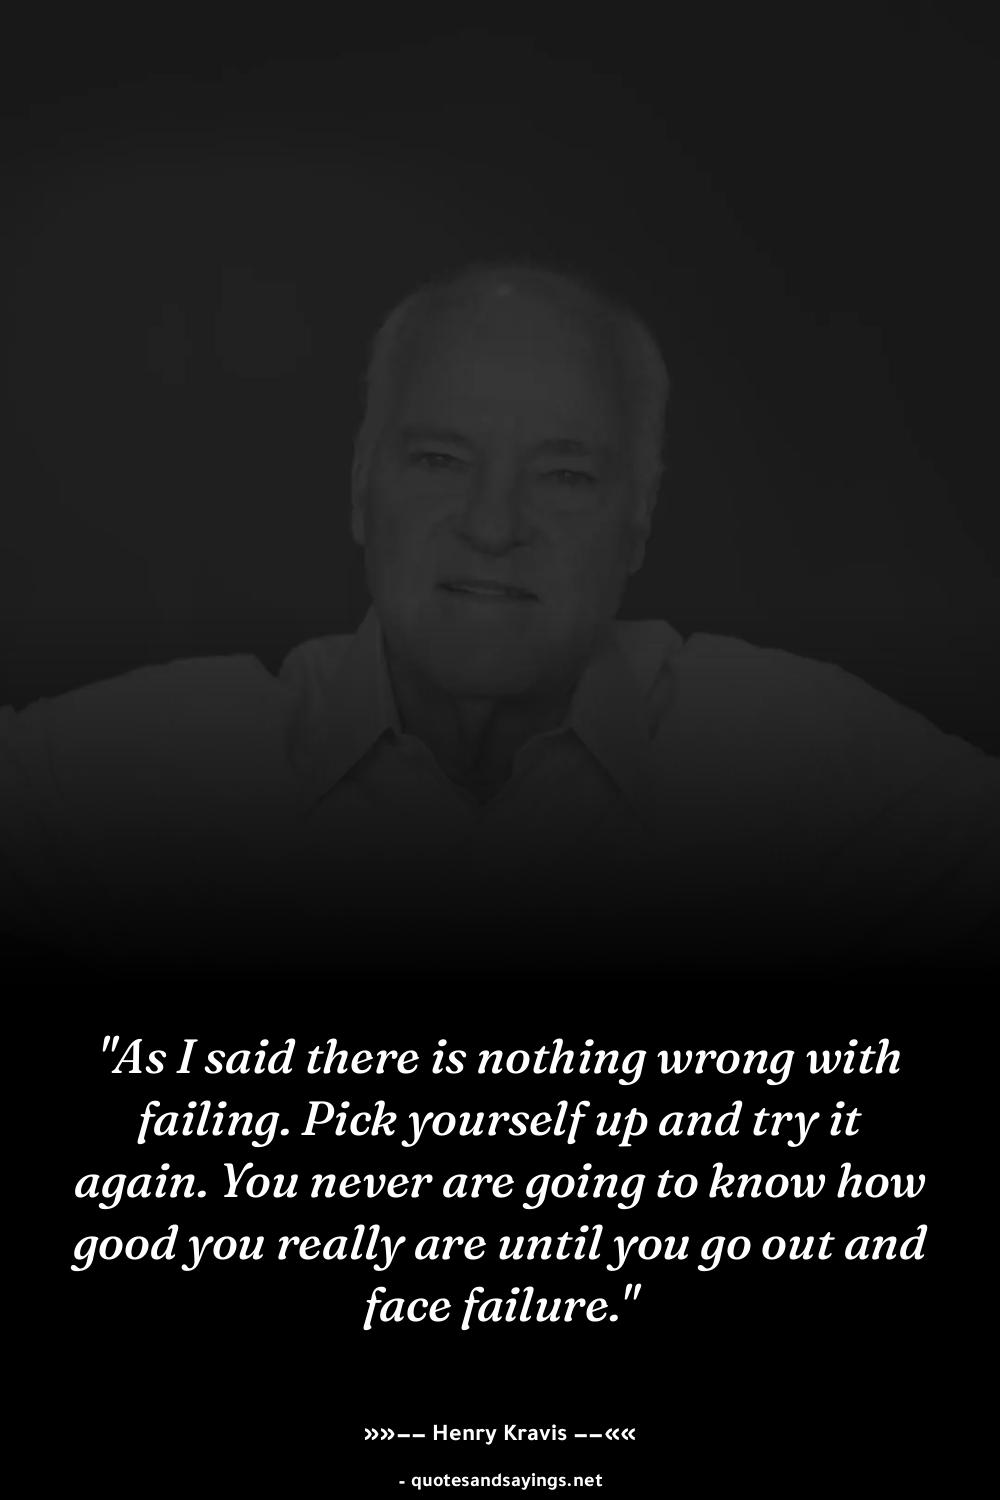 "As I said there is nothing wrong with
failing. Pick yourself up and try it
again. You never are going to know how
good you really are until you go out and
face failure."
»»−− Henry Kravis −−««
- quotesandsayings.net